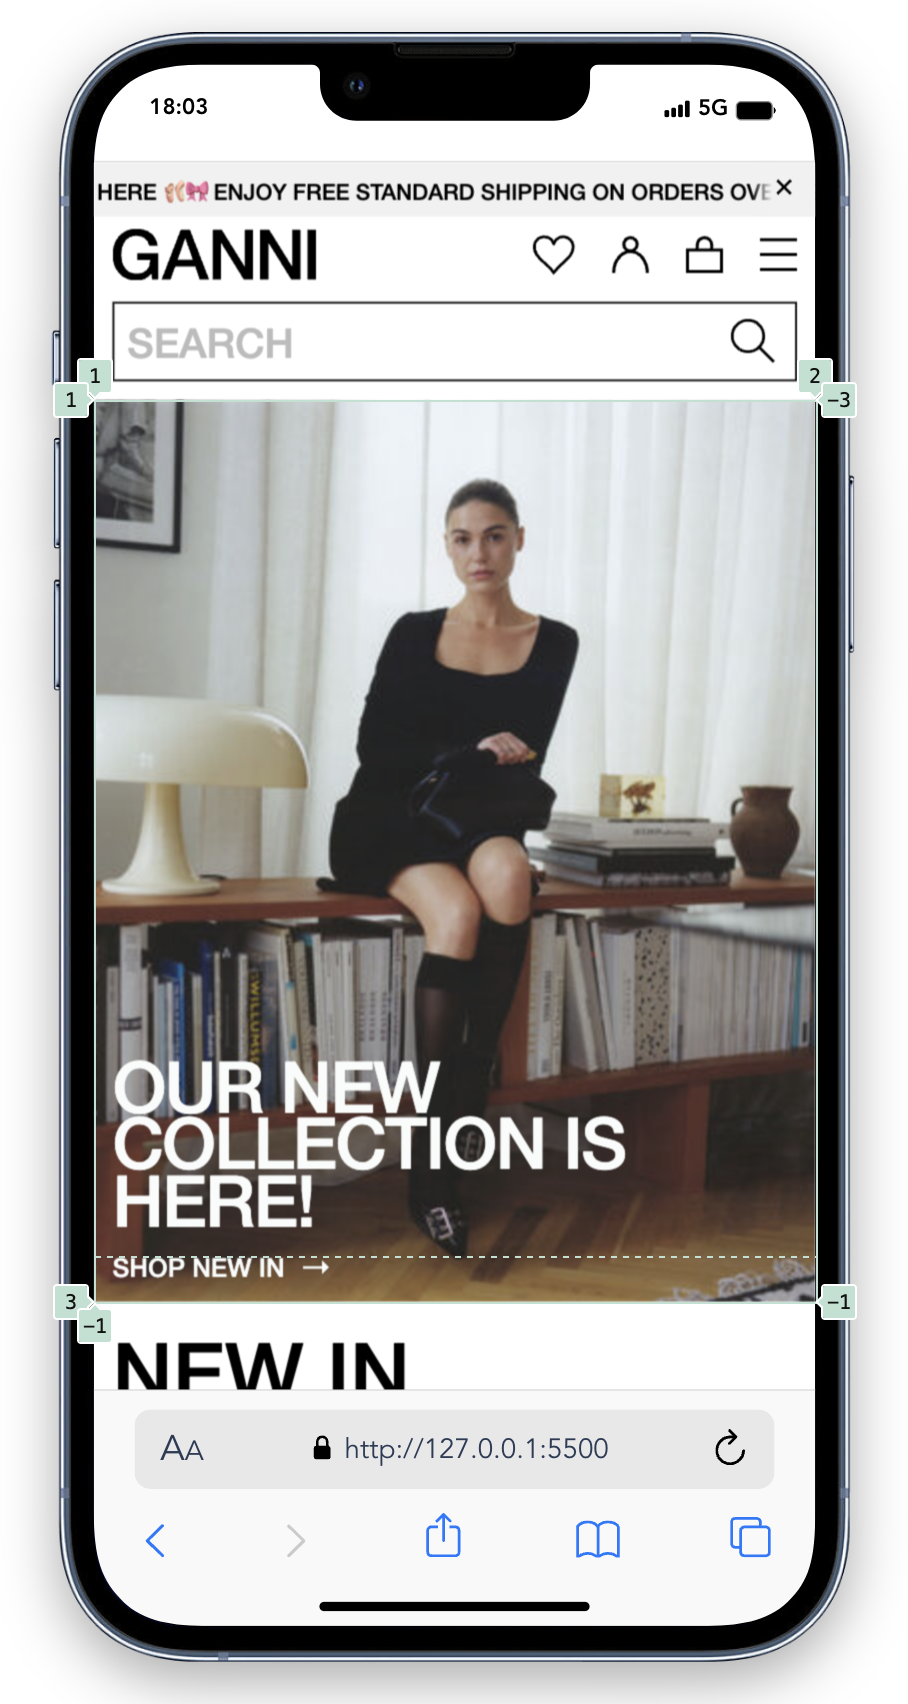 18:03 5G
HERE 🩰🎀 ENJOY FREE STANDARD SHIPPING ON ORDERS OVE
GANNI
SEARCH
1 2
1 -3
WILLUMSEN
OUR NEW
COLLECTION IS
HERE!
SHOP NEW IN →
3 -1
-1
NEW IN
AA http://127.0.0.1:5500